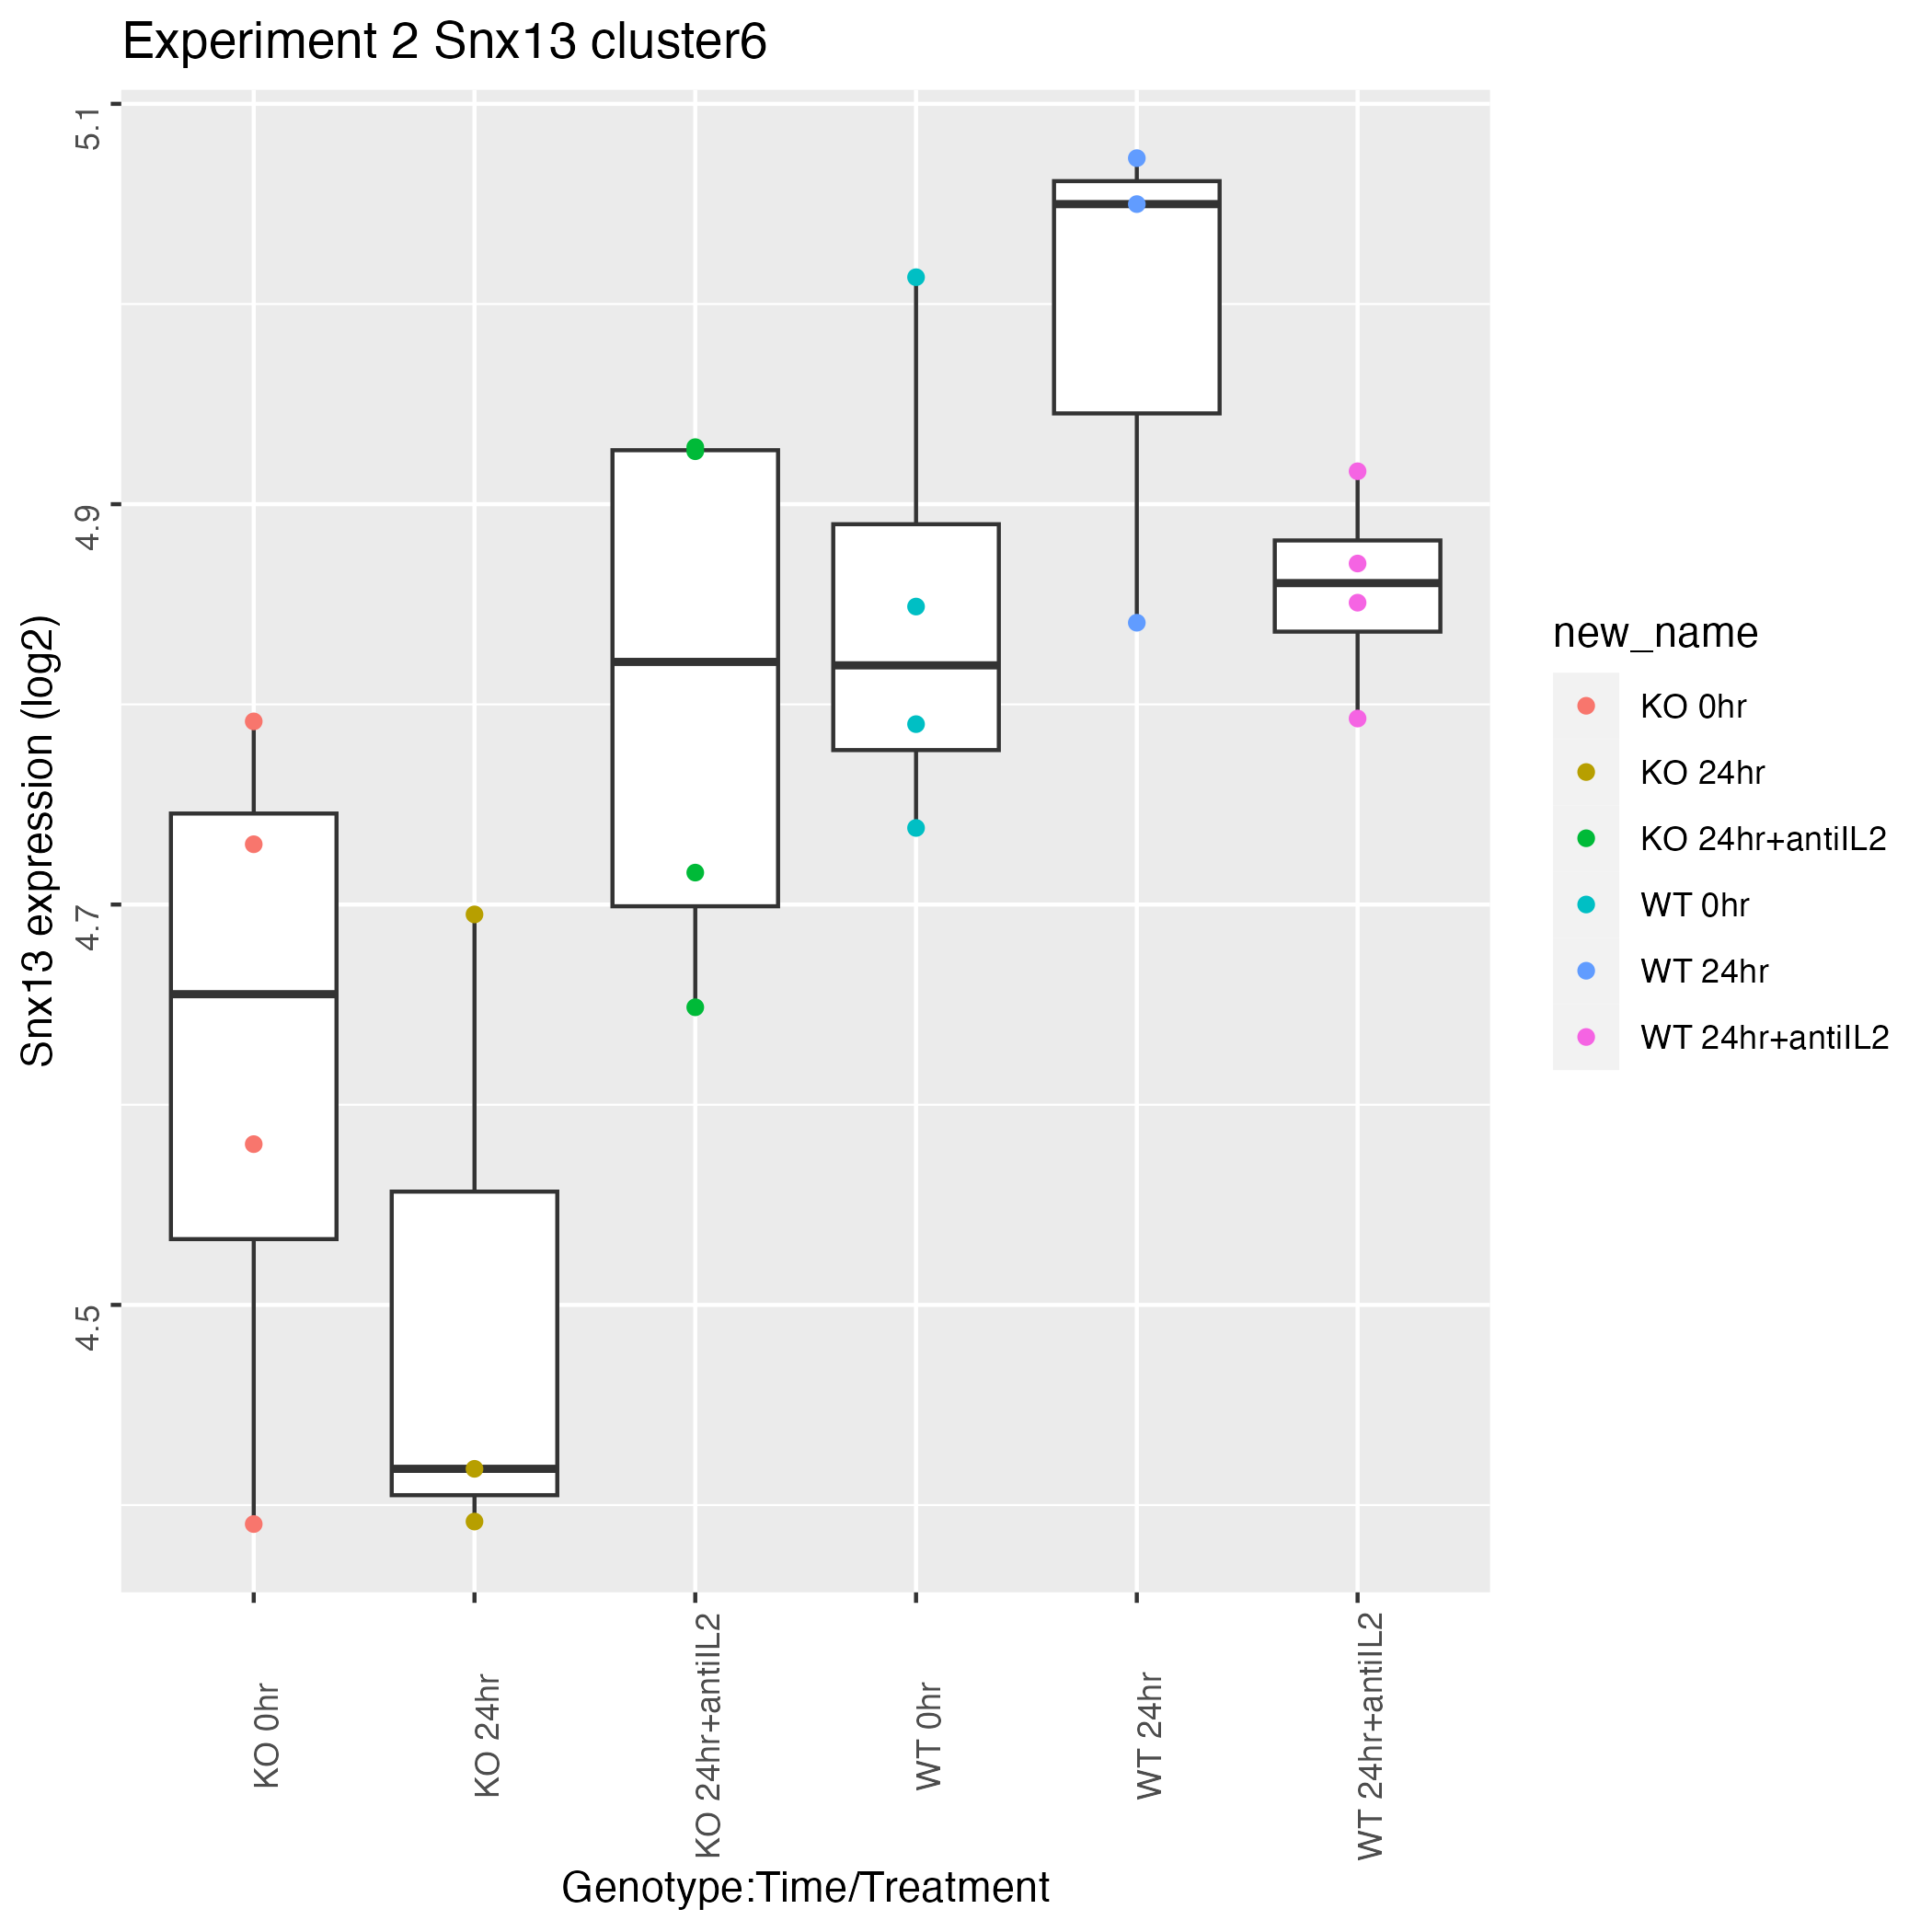 Experiment 2 Snx13 cluster6
Snx13 expression (log2)
5.1
4.9
4.7
4.5
KO 0hr
KO 24hr
KO 24hr+antiIL2
WT 0hr
WT 24hr
WT 24hr+antiIL2
Genotype:Time/Treatment
new_name
KO 0hr
KO 24hr
KO 24hr+antiIL2
WT 0hr
WT 24hr
WT 24hr+antiIL2